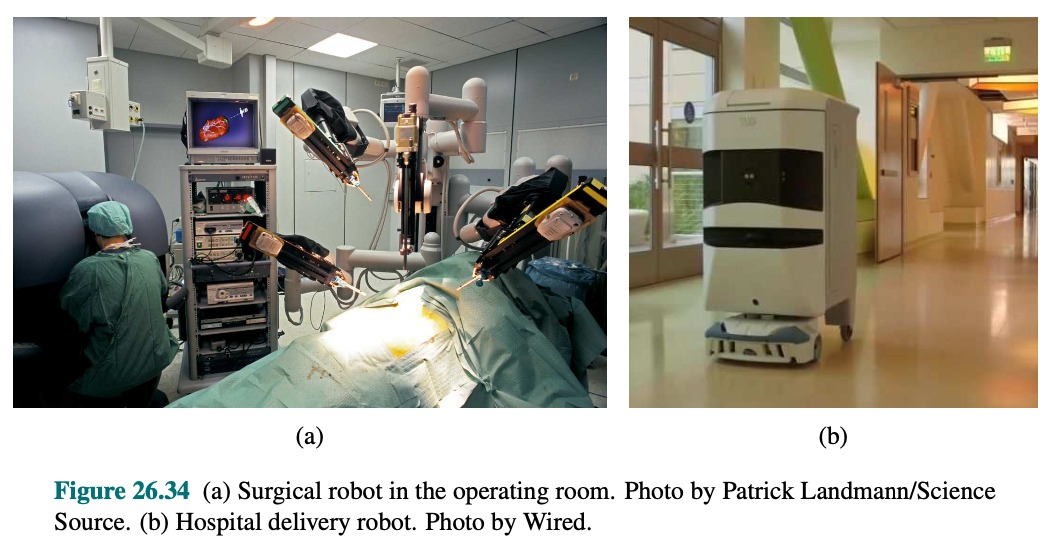 (a)
(b)
Figure 26.34 (a) Surgical robot in the operating room. Photo by Patrick Landmann/Science
Source. (b) Hospital delivery robot. Photo by Wired.